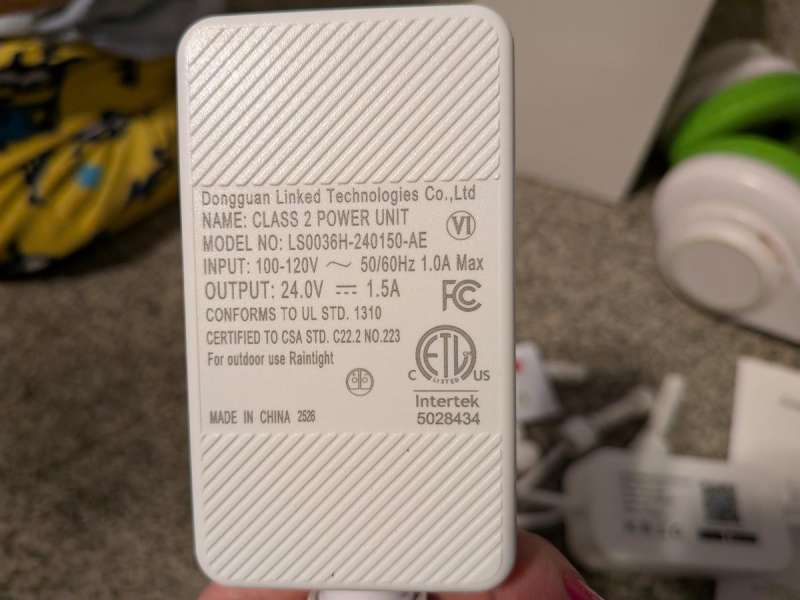 Dongguan Linked Technologies Co.,Ltd
NAME: CLASS 2 POWER UNIT
VI
MODEL NO: LS0036H-240150-AE
INPUT: 100-120V ～ 50/60Hz 1.0A Max
OUTPUT: 24.0V ⎓ 1.5A
FC
CONFORMS TO UL STD. 1310
CERTIFIED TO CSA STD. C22.2 NO.223
For outdoor use Raintight
ETL
LISTED
C US
Intertek
5028434
MADE IN CHINA 2526